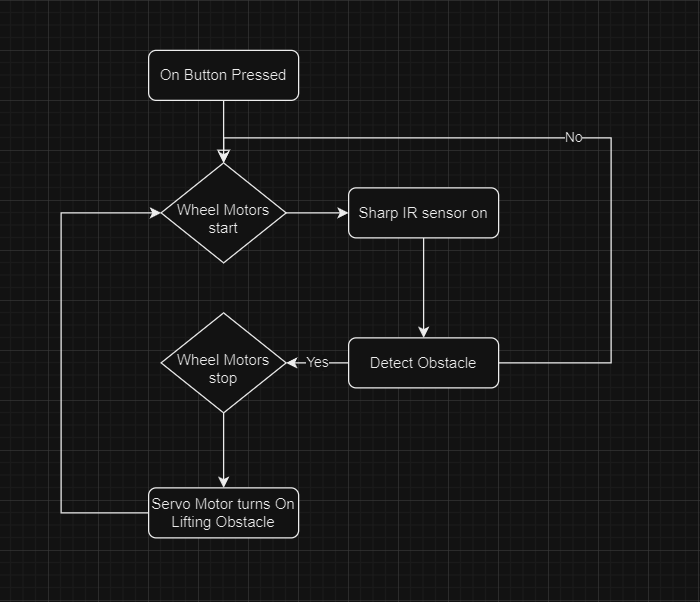 On Button Pressed
No
Wheel Motors
start
Sharp IR sensor on
Wheel Motors
stop
Yes
Detect Obstacle
Servo Motor turns On
Lifting Obstacle